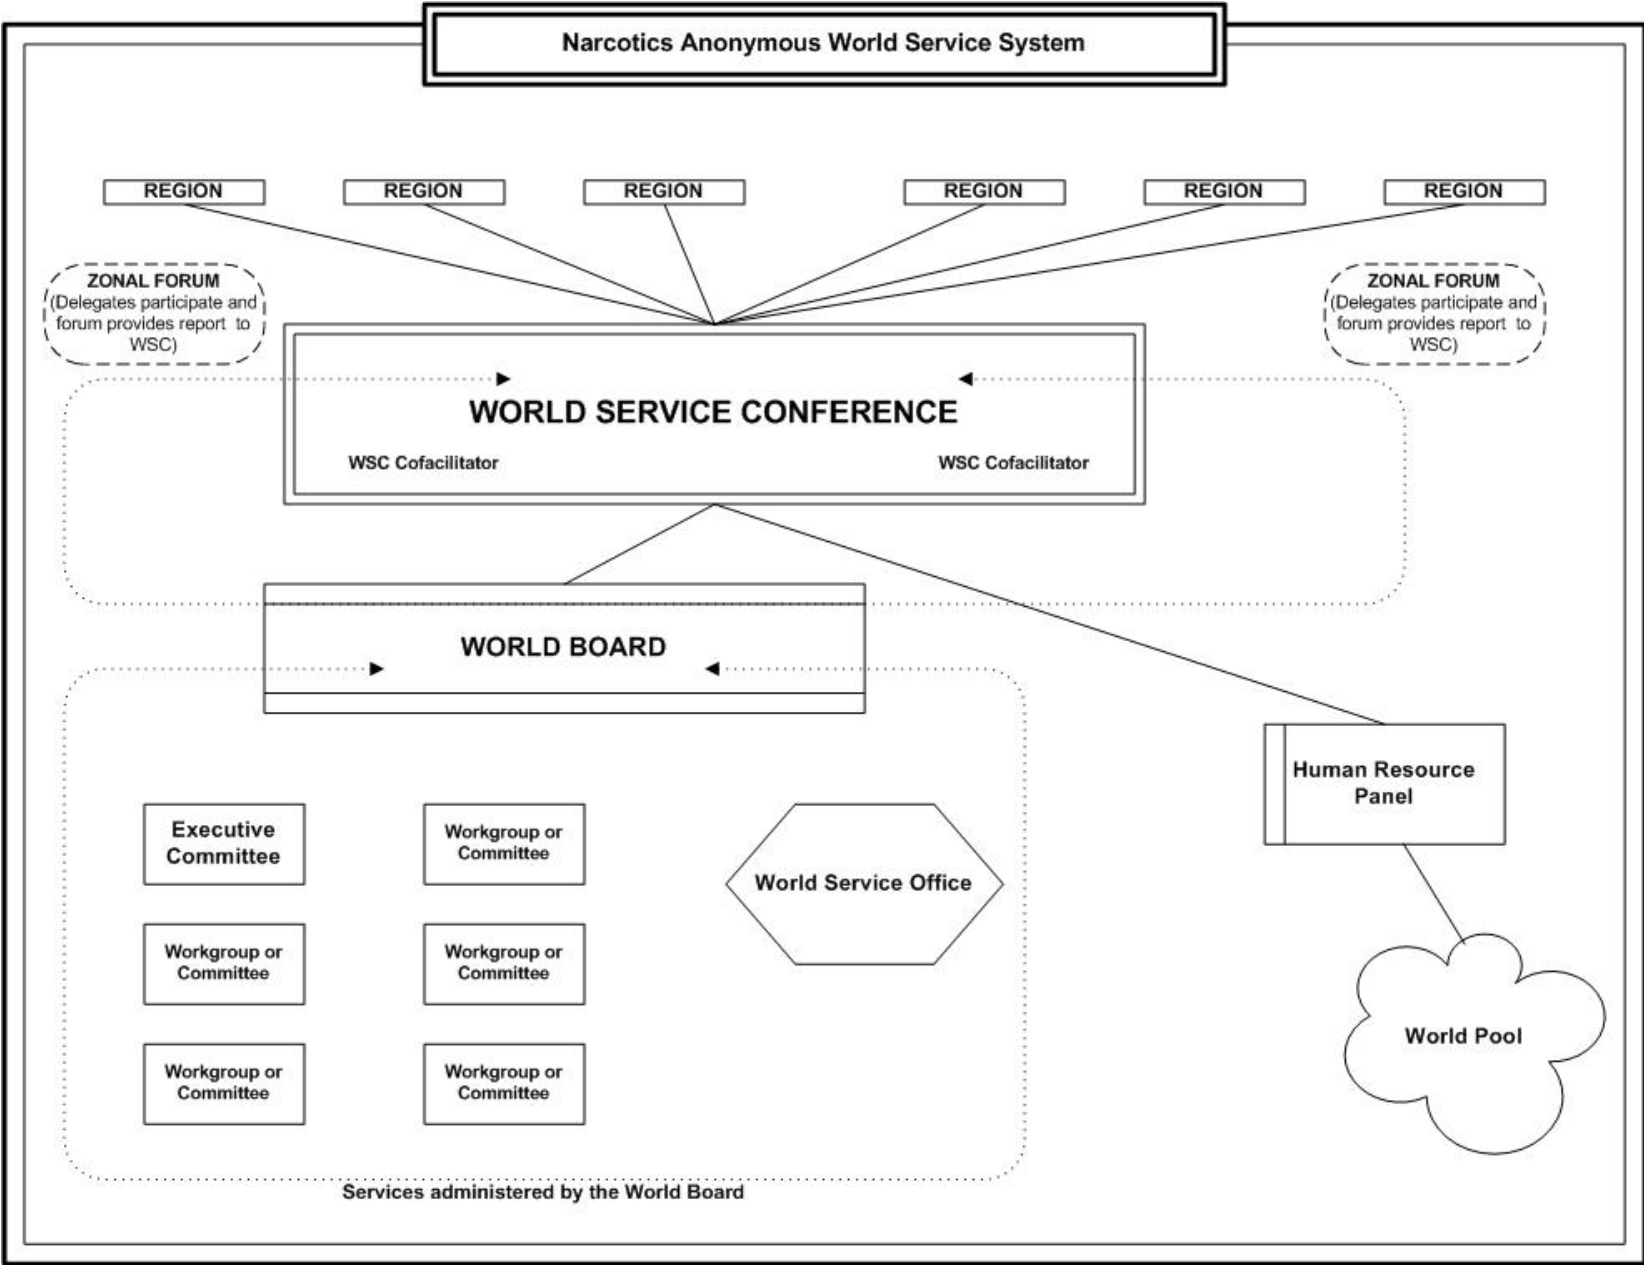 Narcotics Anonymous World Service System
REGION
REGION
REGION
REGION
REGION
REGION
ZONAL FORUM
(Delegates participate and
forum provides report to
WSC)
ZONAL FORUM
(Delegates participate and
forum provides report to
WSC)
WORLD SERVICE CONFERENCE
WSC Cofacilitator
WSC Cofacilitator
WORLD BOARD
Human Resource
Panel
Executive
Committee
Workgroup or
Committee
World Service Office
Workgroup or
Committee
Workgroup or
Committee
World Pool
Workgroup or
Committee
Workgroup or
Committee
Services administered by the World Board